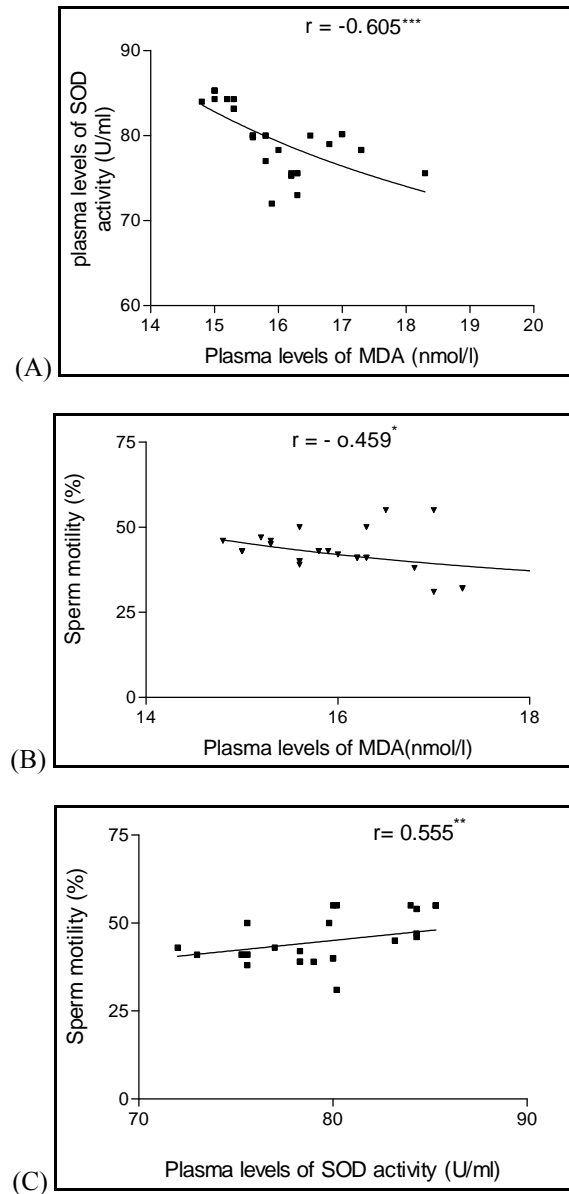 r = -0.605***
plasma levels of SOD
activity (U/ml)
90
80
70
60
14 15 16 17 18 19 20
Plasma levels of MDA (nmol/l)
(A)
r = - o.459*
Sperm motility (%)
75
50
25
0
14 16 18
Plasma levels of MDA(nmol/l)
(B)
r= 0.555**
Sperm motility (%)
75
50
25
0
70 80 90
Plasma levels of SOD activity (U/ml)
(C)